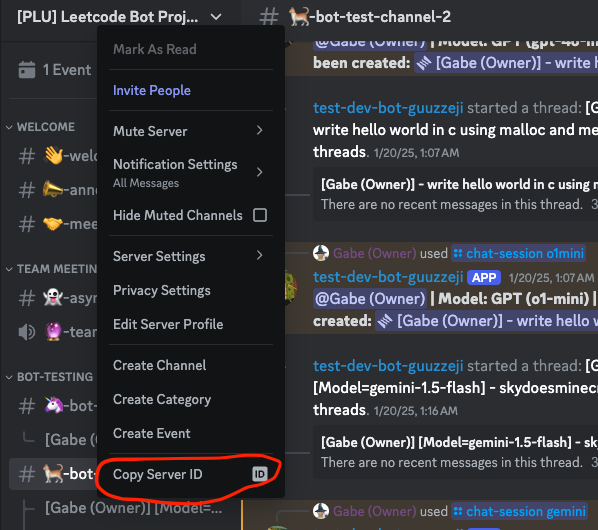 [PLU] Leetcode Bot Proj...
1 Event
WELCOME
👋-welc
📣-anno
🤝-mee
TEAM MEETIN
👻-asyn
🔮-team
BOT-TESTING
🦄-bo
[Gabe (O
🐈-bot-
[Gabe (Owner)] [Model=...
Mark As Read
Invite People
Mute Server
Notification Settings
All Messages
Hide Muted Channels
Server Settings
Privacy Settings
Edit Server Profile
Create Channel
Create Category
Create Event
Copy Server ID
ID
🐈-bot-test-channel-2
@Gabe (Owner) | Model: GPT (gpt-4o-m
been created: [Gabe (Owner)] - write h
test-dev-bot-guuzzeji started a thread: [G
write hello world in c using malloc and me
threads. 1/20/25, 1:07 AM
[Gabe (Owner)] - write hello world in c using m
There are no recent messages in this thread. 3
Gabe (Owner) used chat-session o1mini
test-dev-bot-guuzzeji APP 1/20/25, 1:07 AM
@Gabe (Owner) | Model: GPT (o1-mini) |
created: [Gabe (Owner)] - write hello w
test-dev-bot-guuzzeji started a thread: [G
[Model=gemini-1.5-flash] - skydoesminec
threads. 1/20/25, 1:16 AM
[Gabe (Owner)] [Model=gemini-1.5-flash] - sk
There are no recent messages in this thread. 3
Gabe (Owner) used chat-session gemini